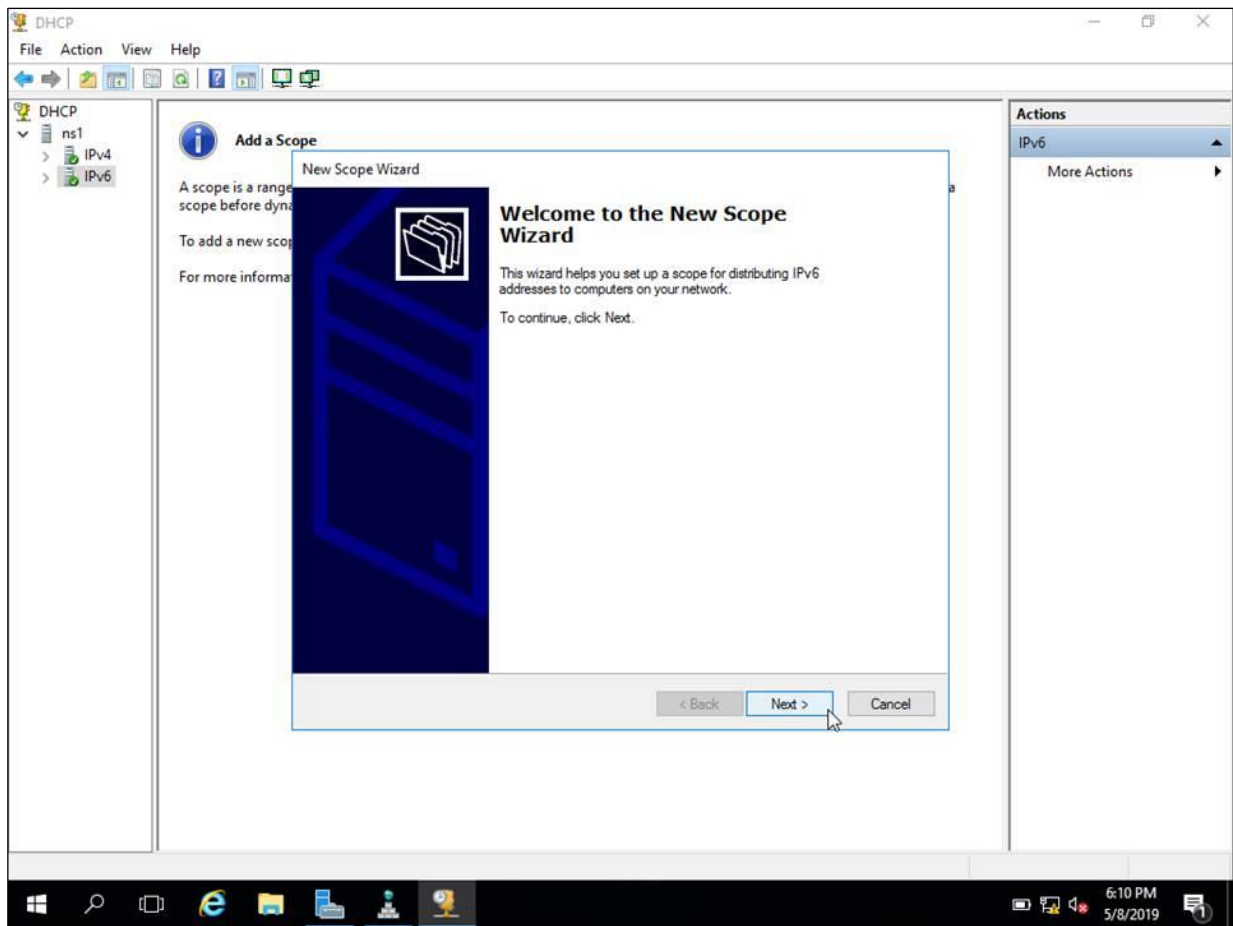 DHCP
File Action View Help
DHCP
ns1
IPv4
IPv6
Add a Scope
A scope is a range
a
scope before dyna
To add a new scop
For more informa
New Scope Wizard
Welcome to the New Scope
Wizard
This wizard helps you set up a scope for distributing IPv6
addresses to computers on your network.
To continue, click Next.
< Back Next > Cancel
Actions
IPv6
More Actions
6:10 PM
5/8/2019
1